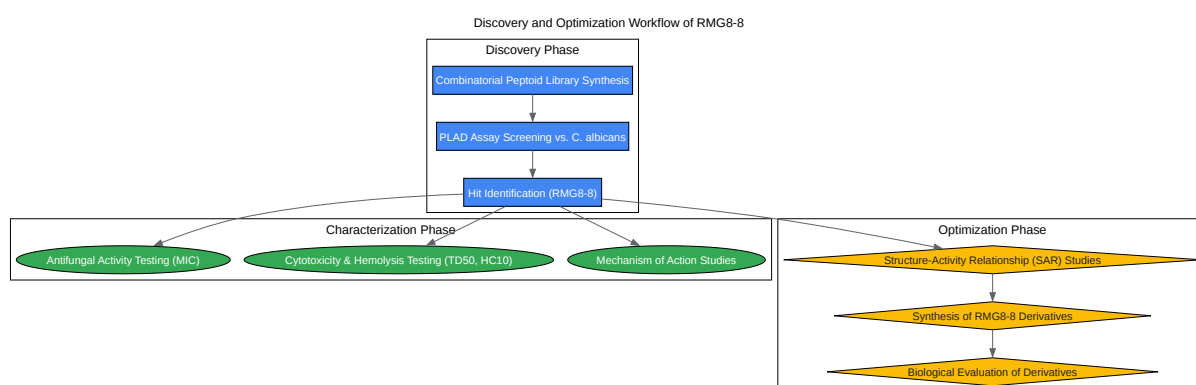 Discovery and Optimization Workflow of RMG8-8
Discovery Phase
Combinatorial Peptoid Library Synthesis
PLAD Assay Screening vs. C. albicans
Hit Identification (RMG8-8)
Characterization Phase
Antifungal Activity Testing (MIC)
Cytotoxicity & Hemolysis Testing (TD50, HC10)
Mechanism of Action Studies
Optimization Phase
Structure-Activity Relationship (SAR) Studies
Synthesis of RMG8-8 Derivatives
Biological Evaluation of Derivatives